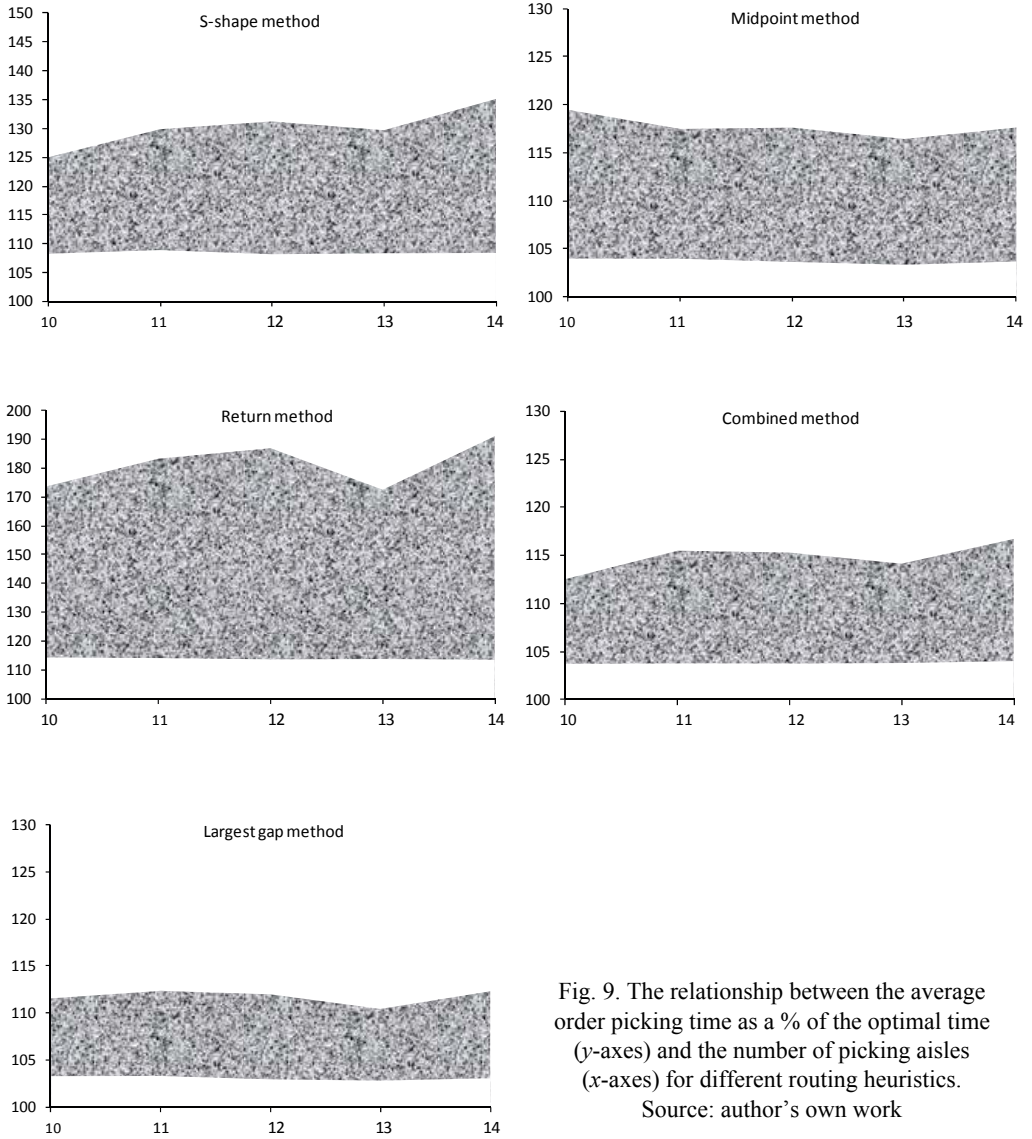 S-shape method
150
145
140
135
130
125
120
115
110
105
100
10 11 12 13 14
Midpoint method
130
125
120
115
110
105
100
10 11 12 13 14
Return method
200
190
180
170
160
150
140
130
120
110
100
10 11 12 13 14
Combined method
130
125
120
115
110
105
100
10 11 12 13 14
Largest gap method
130
125
120
115
110
105
100
10 11 12 13 14
Fig. 9. The relationship between the average
order picking time as a % of the optimal time
(y-axes) and the number of picking aisles
(x-axes) for different routing heuristics.
Source: author’s own work